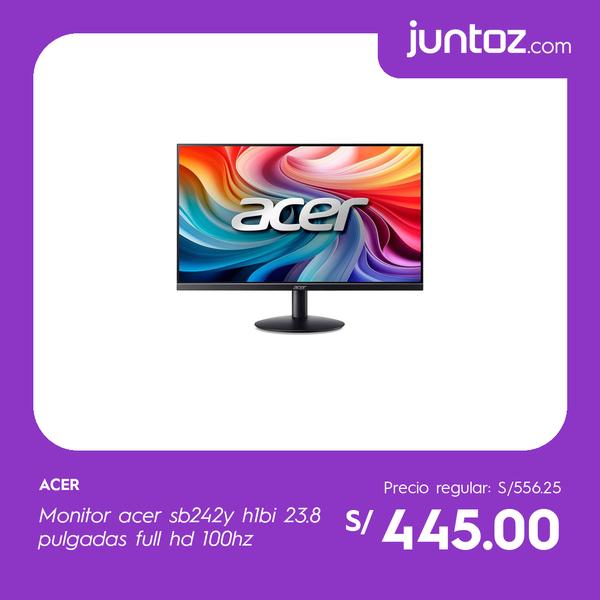 juntoz.com
acer
acer
ACER
Monitor acer sb242y h1bi 23.8
pulgadas full hd 100hz
Precio regular: S/556.25
S/ 445.00